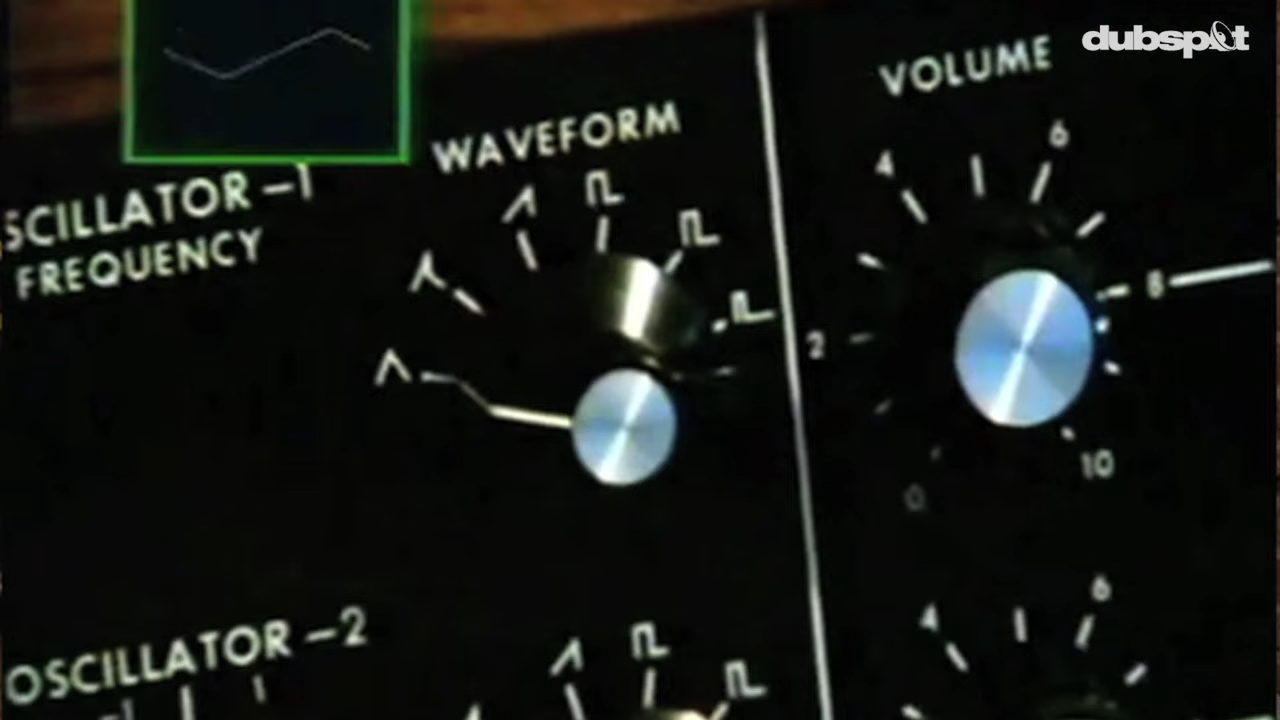 dubspot
VOLUME
WAVEFORM
SCILLATOR -1
FREQUENCY
4
6
8
2
10
0
OSCILLATOR -2
4
6